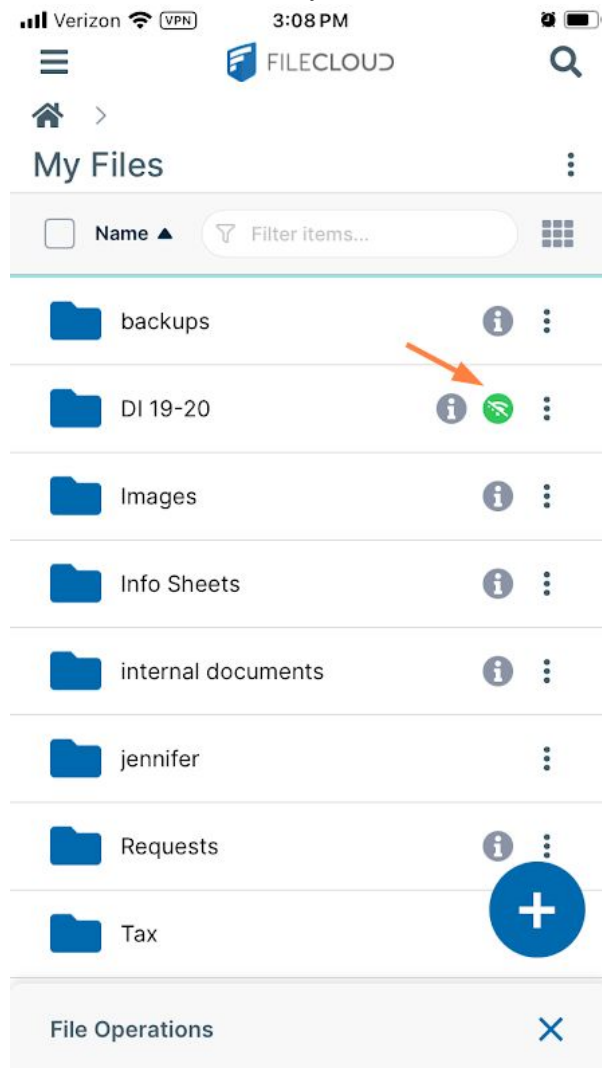 Verizon VPN 3:08 PM
FILECLOUD
My Files
Name ▲ Filter items...
backups
DI 19-20
Images
Info Sheets
internal documents
jennifer
Requests
Tax
File Operations